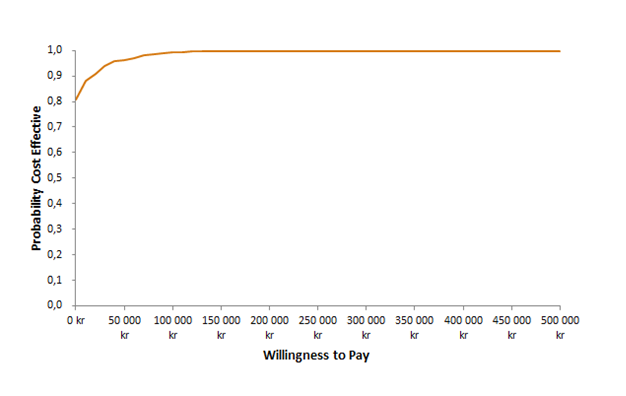 1,0
0,9
0,8
0,7
0,6
0,5
0,4
0,3
0,2
0,1
0,0
Probability Cost Effective
0 kr
50 000 kr
100 000 kr
150 000 kr
200 000 kr
250 000 kr
300 000 kr
350 000 kr
400 000 kr
450 000 kr
500 000 kr
Willingness to Pay